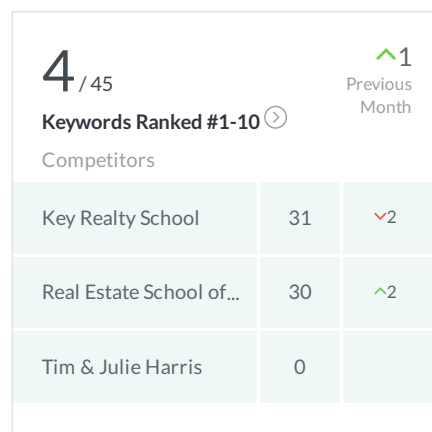 4 / 45
1
Previous
Month
Keywords Ranked #1-10
Competitors
Key Realty School 31 2
Real Estate School of... 30 2
Tim & Julie Harris 0